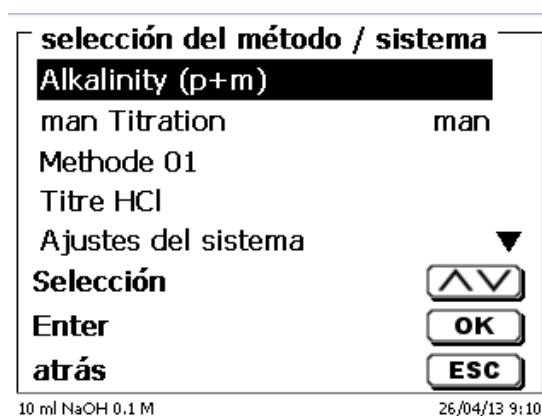 selección del método / sistema
Alkalinity (p+m)
man Titration man
Methode 01
Titre HCl
Ajustes del sistema ▼
Selección
Enter OK
atrás ESC
10 ml NaOH 0.1 M 26/04/13 9:10